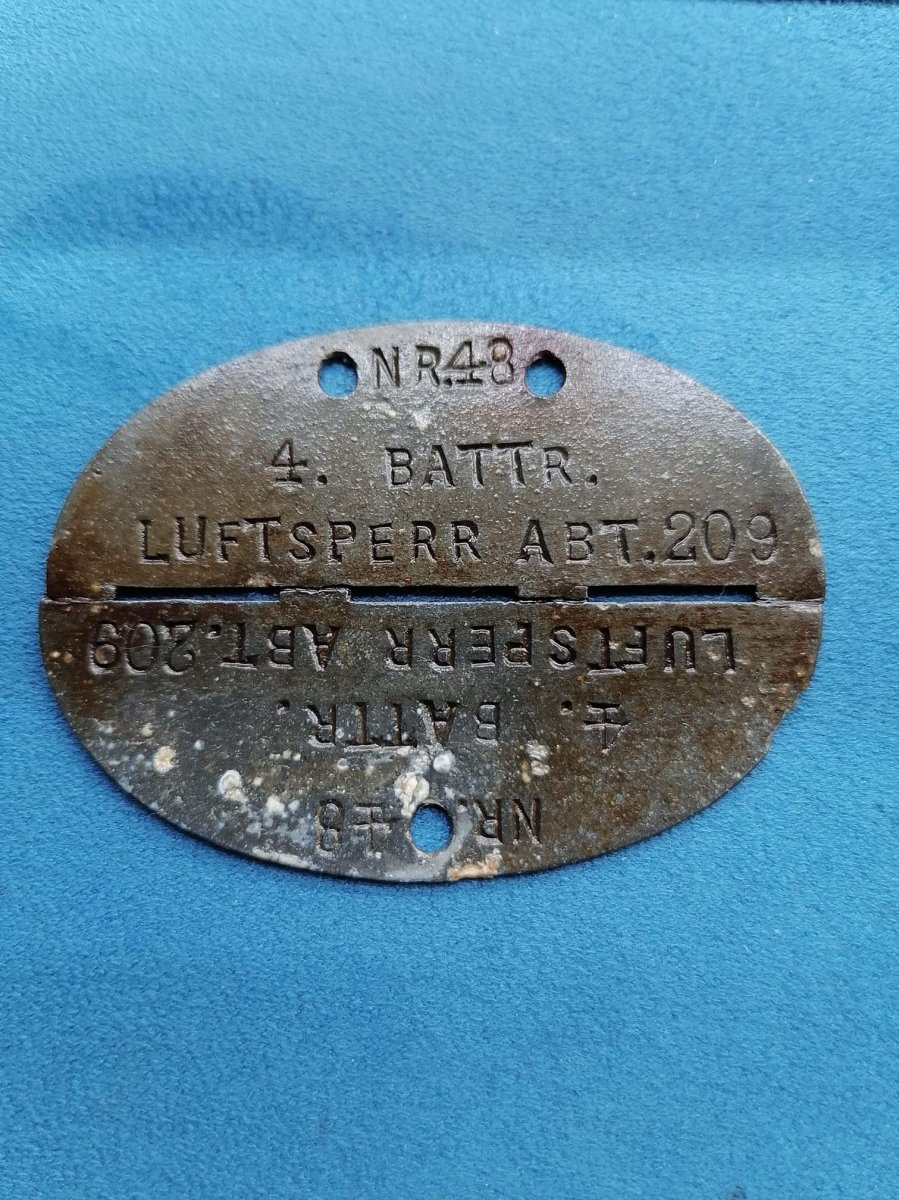 NR.48
4. BATTR.
LUFTSPERR ABT.209
LUFTSPERR ABT.209
4. BATTR.
NR.48